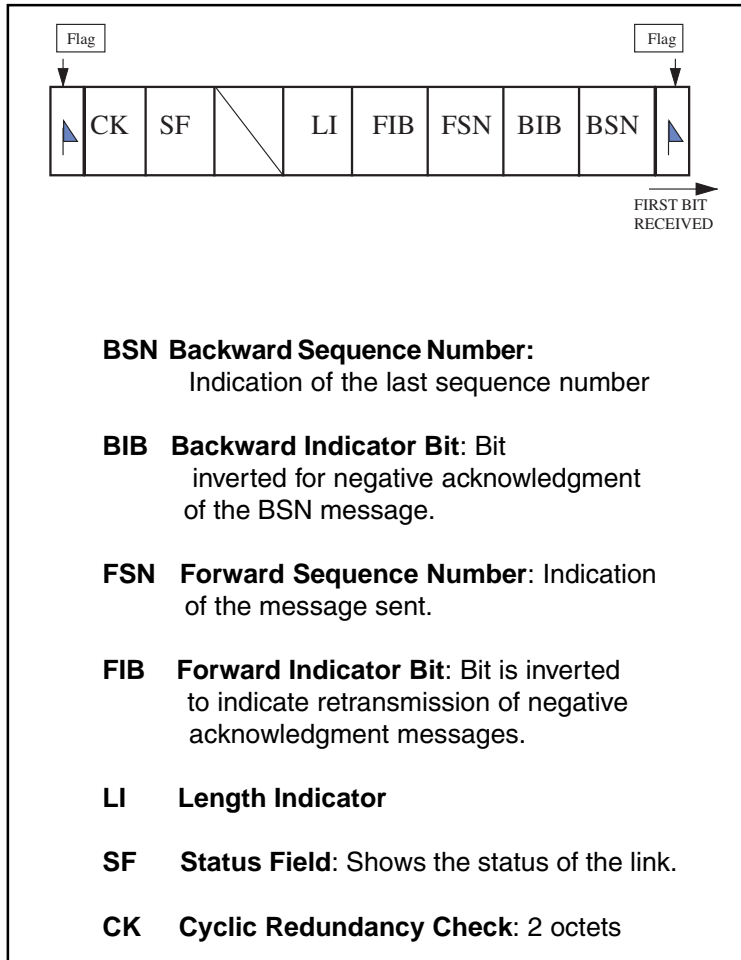 Flag Flag
CK SF LI FIB FSN BIB BSN
FIRST BIT
RECEIVED
BSN Backward Sequence Number:
Indication of the last sequence number
BIB Backward Indicator Bit: Bit
inverted for negative acknowledgment
of the BSN message.
FSN Forward Sequence Number: Indication
of the message sent.
FIB Forward Indicator Bit: Bit is inverted
to indicate retransmission of negative
acknowledgment messages.
LI Length Indicator
SF Status Field: Shows the status of the link.
CK Cyclic Redundancy Check: 2 octets